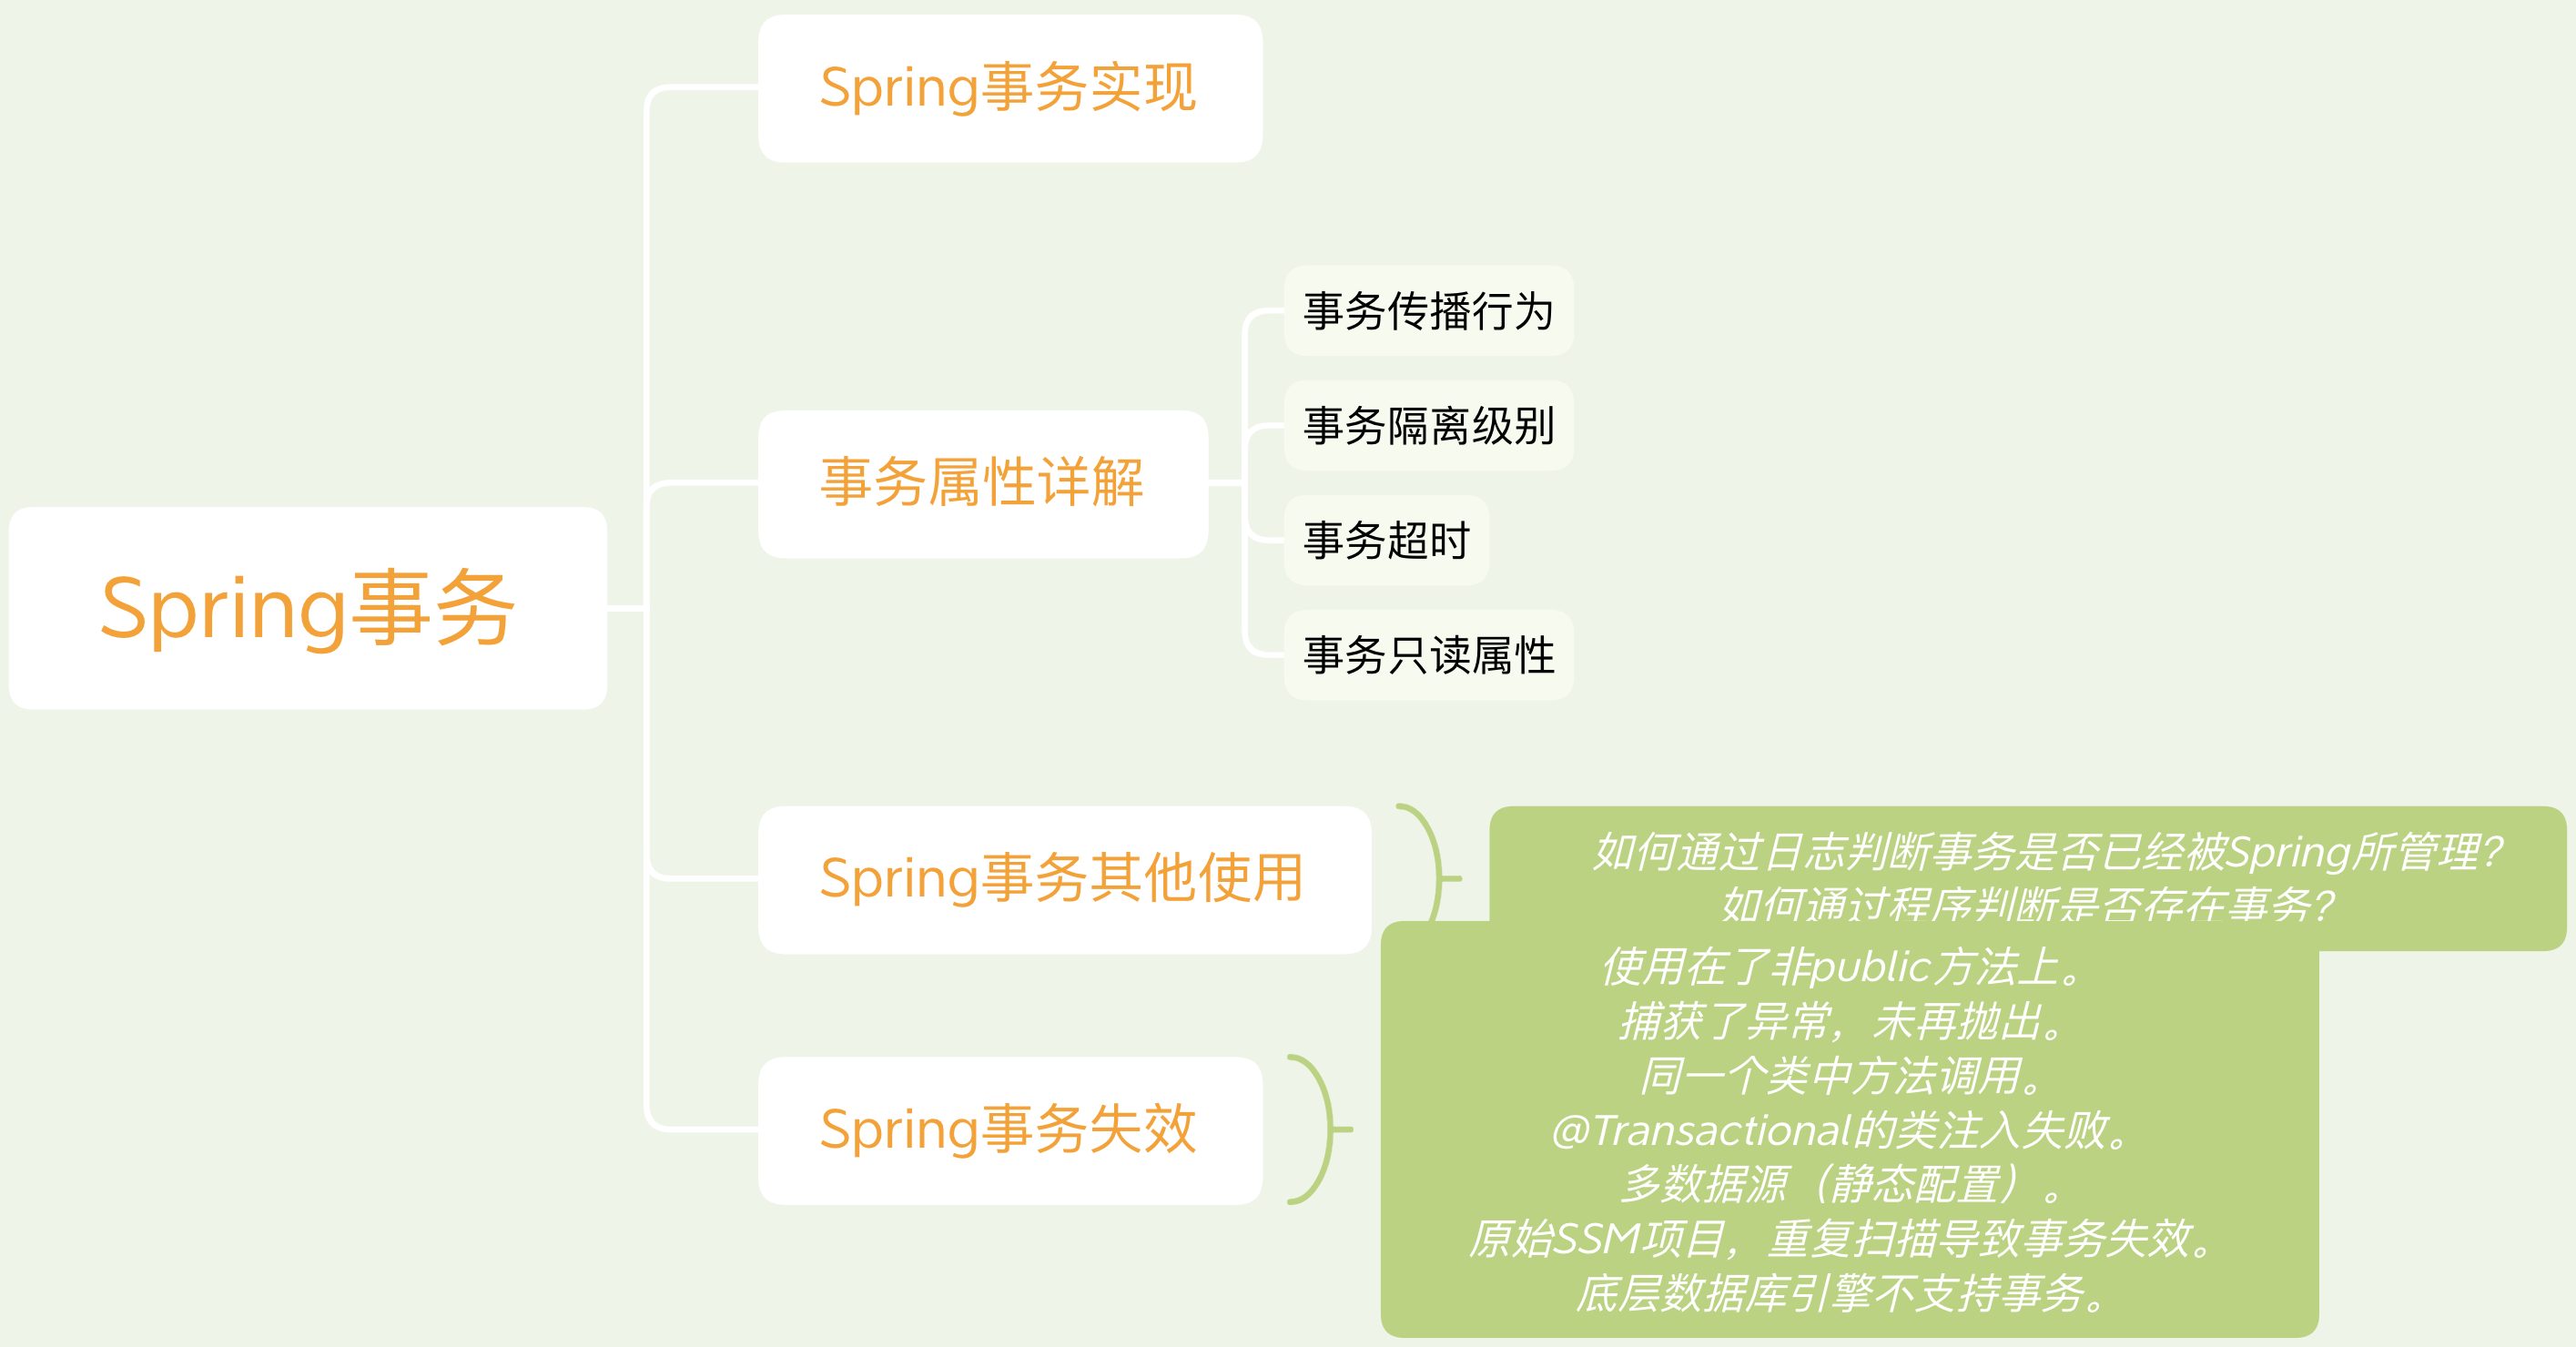 Spring事务
Spring事务实现
事务属性详解
事务传播行为
事务隔离级别
事务超时
事务只读属性
Spring事务其他使用
如何通过日志判断事务是否已经被Spring所管理？
如何通过程序判断是否存在事务？
Spring事务失效
使用在了非public方法上。
捕获了异常，未再抛出。
同一个类中方法调用。
@Transactional的类注入失败。
多数据源（静态配置）。
原始SSM项目，重复扫描导致事务失效。
底层数据库引擎不支持事务。